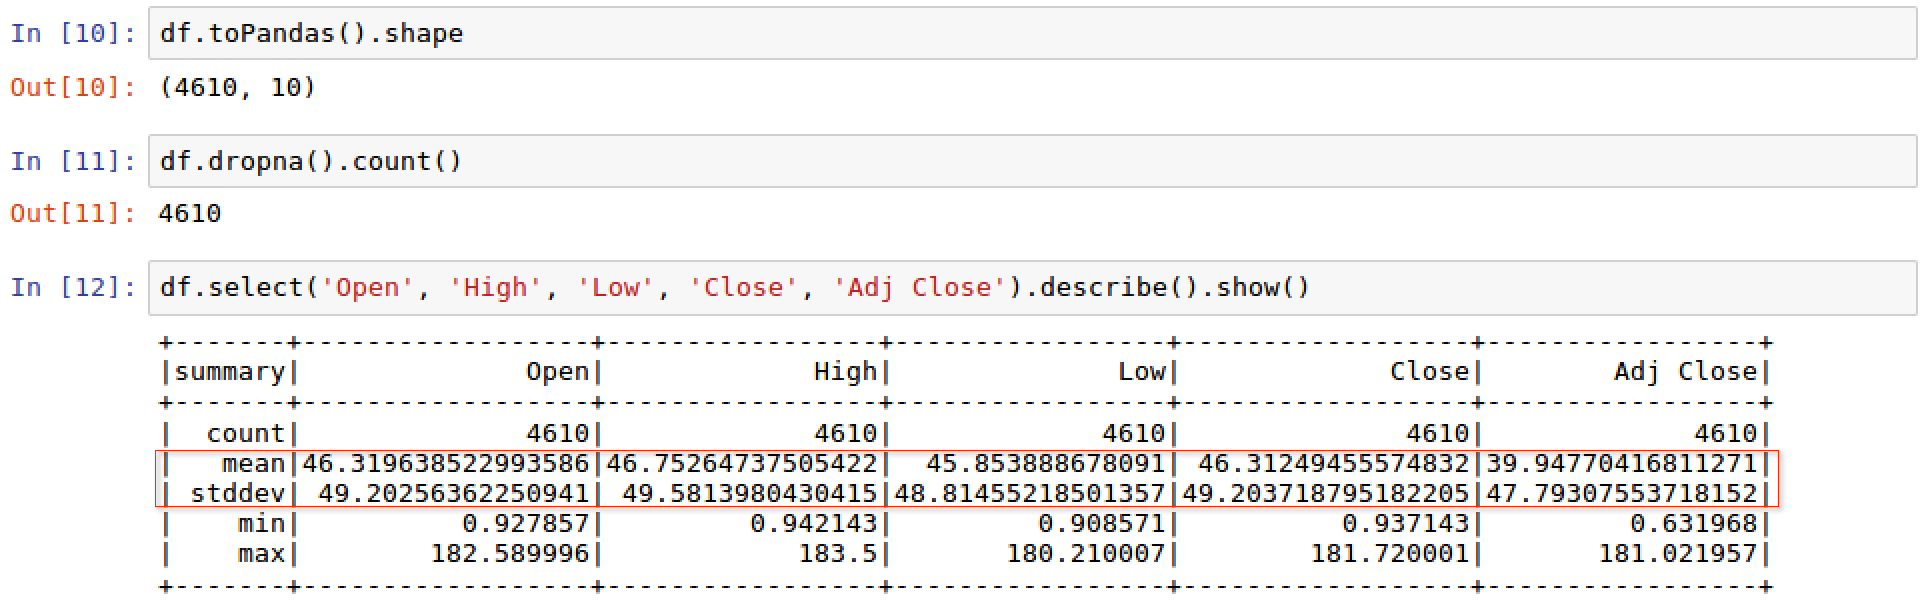 In [10]: df.toPandas().shape
Out[10]: (4610, 10)
In [11]: df.dropna().count()
Out[11]: 4610
In [12]: df.select('Open', 'High', 'Low', 'Close', 'Adj Close').describe().show()
+-------+------------------+-----------------+-----------------+------------------+-----------------+
|summary|              Open|             High|              Low|             Close|        Adj Close|
+-------+------------------+-----------------+-----------------+------------------+-----------------+
|  count|              4610|             4610|             4610|              4610|             4610|
|   mean|46.319638522993586|46.75264737505422|  45.853888678091| 46.31249455574832|39.94770416811271|
| stddev| 49.20256362250941| 49.5813980430415|48.81455218501357|49.203718795182205|47.79307553718152|
|    min|          0.927857|         0.942143|         0.908571|          0.937143|         0.631968|
|    max|        182.589996|            183.5|       180.210007|        181.720001|       181.021957|
+-------+------------------+-----------------+-----------------+------------------+-----------------+